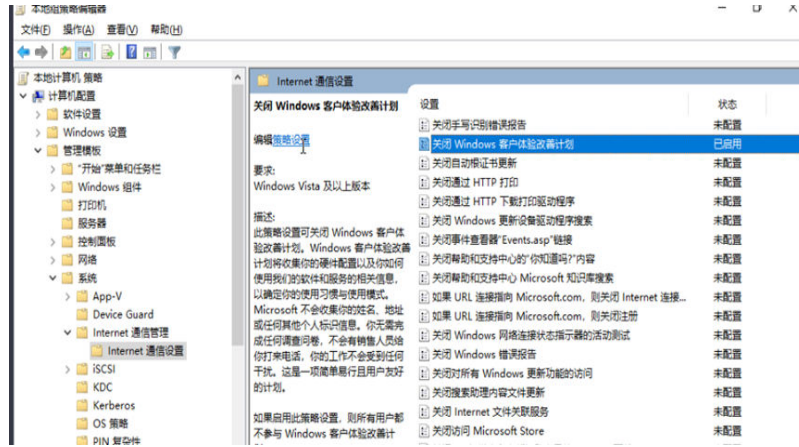 本地组策略编辑器
文件(F) 操作(A) 查看(V) 帮助(H)
本地计算机 策略
计算机配置
软件设置
Windows 设置
管理模板
"开始"菜单和任务栏
Windows 组件
打印机
服务器
控制面板
网络
系统
App-V
Device Guard
Internet 通信管理
Internet 通信设置
iSCSI
KDC
Kerberos
OS 策略
PIN 复杂性
Internet 通信设置
关闭 Windows 客户体验改善计划
编辑策略设置
要求:
Windows Vista 及以上版本
描述:
此策略设置可关闭 Windows 客户体
验改善计划。Windows 客户体验改善
计划将收集你的硬件配置以及你如何
使用我们的软件和服务的相关信息,
以确定你的使用习惯与使用模式。
Microsoft 不会收集你的姓名、地址
或任何其他个人标识信息。你无需完
成任何调查问卷,不会有销售人员给
你打来电话,你的工作不会受到任何
干扰。这是一项简单易行且用户友好
的计划。
如果启用此策略设置,则所有用户都
不参与 Windows 客户体验改善计
设置 状态
关闭手写识别错误报告 未配置
关闭 Windows 客户体验改善计划 已启用
关闭自动根证书更新 未配置
关闭通过 HTTP 打印 未配置
关闭通过 HTTP 下载打印驱动程序 未配置
关闭 Windows 更新设备驱动程序搜索 未配置
关闭事件查看器"Events.asp"链接 未配置
关闭帮助和支持中心的"你知道吗?"内容 未配置
关闭帮助和支持中心 Microsoft 知识库搜索 未配置
如果 URL 连接指向 Microsoft.com,则关闭 Internet 连接... 未配置
如果 URL 连接指向 Microsoft.com,则关闭注册 未配置
关闭 Windows 网络连接状态指示器的活动测试 未配置
关闭 Windows 错误报告 未配置
关闭对所有 Windows 更新功能的访问 未配置
关闭搜索助理内容文件更新 未配置
关闭 Internet 文件关联服务 未配置
关闭访问 Microsoft Store 未配置